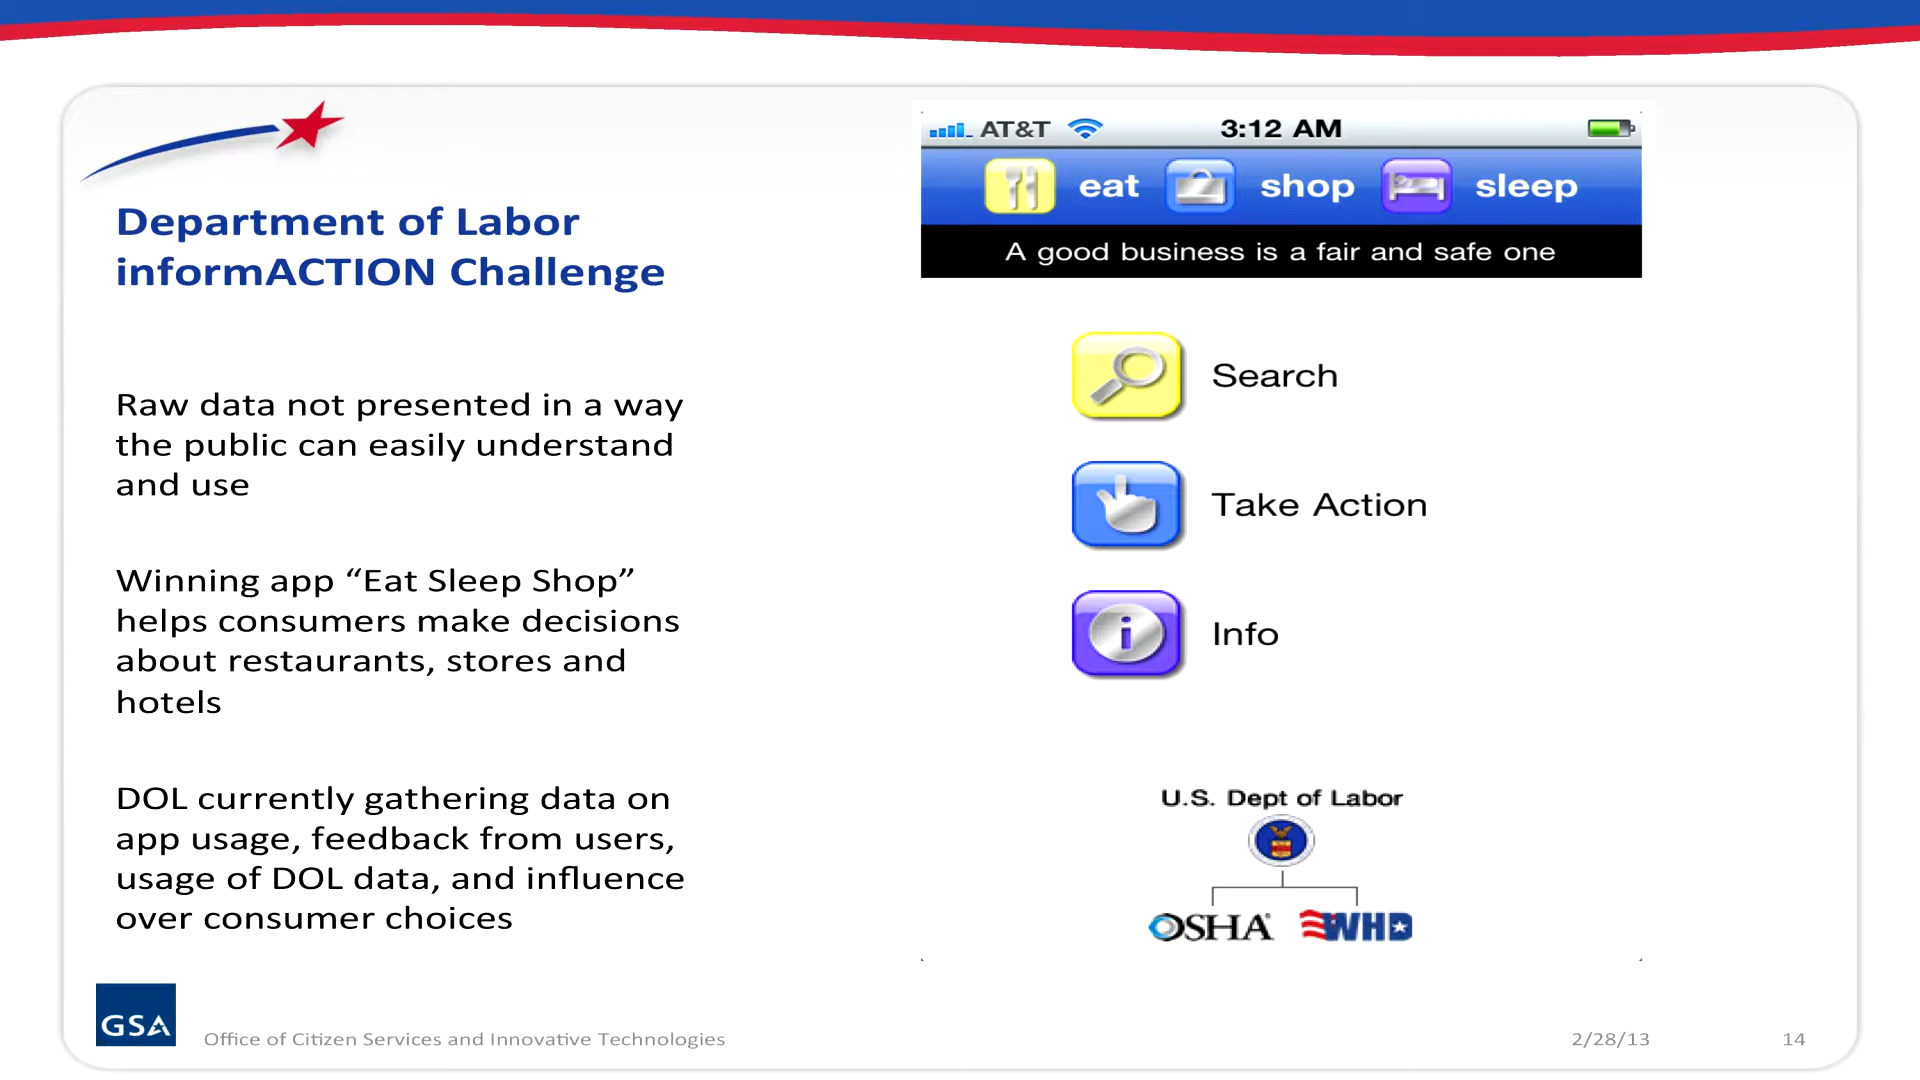 Department of Labor
informACTION Challenge
Raw data not presented in a way
the public can easily understand
and use
Winning app “Eat Sleep Shop”
helps consumers make decisions
about restaurants, stores and
hotels
DOL currently gathering data on
app usage, feedback from users,
usage of DOL data, and influence
over consumer choices
AT&T 3:12 AM
eat shop sleep
A good business is a fair and safe one
Search
Take Action
i Info
U.S. Dept of Labor
OSHA® WHD
GSA
Office of Citizen Services and Innovative Technologies 2/28/13 14